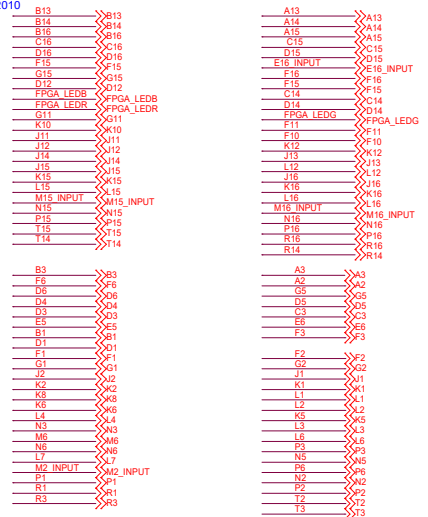 2010
B13 B13
B14 B14
B16 B16
C16 C16
D16 D16
F15 F15
G15 G15
D12 D12
FPGA_LEDB FPGA_LEDB
FPGA_LEDR FPGA_LEDR
G11 G11
K10 K10
J11 J11
J12 J12
J14 J14
J15 J15
K15 K15
L15 L15
M15_INPUT M15_INPUT
N15 N15
P15 P15
T15 T15
T14 T14
A13 A13
A14 A14
A15 A15
C15 C15
D15 D15
E16_INPUT E16_INPUT
F16 F16
F15 F15
C14 C14
D14 D14
FPGA_LEDG FPGA_LEDG
F11 F11
F10 F10
K12 K12
J13 J13
L12 L12
J16 J16
K16 K16
L16 L16
M16_INPUT M16_INPUT
N16 N16
P16 P16
R16 R16
R14 R14
B3 B3
F6 F6
D6 D6
D4 D4
D3 D3
E5 E5
B1 B1
D1 D1
F1 F1
G1 G1
J2 J2
K2 K2
K8 K8
K6 K6
L4 L4
N3 N3
M6 M6
N6 N6
L7 L7
M2_INPUT M2_INPUT
P1 P1
R1 R1
R3 R3
A3 A3
A2 A2
G5 G5
D5 D5
C3 C3
E6 E6
F3 F3
F2 F2
G2 G2
J1 J1
K1 K1
L1 L1
L2 L2
K5 K5
L3 L3
L6 L6
P3 P3
N5 N5
P6 P6
N2 N2
P2 P2
T2 T2
T3 T3